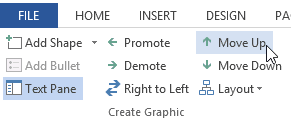 FILE HOME INSERT DESIGN
Add Shape Promote Move Up
Add Bullet Demote Move Down
Text Pane Right to Left Layout
Create Graphic